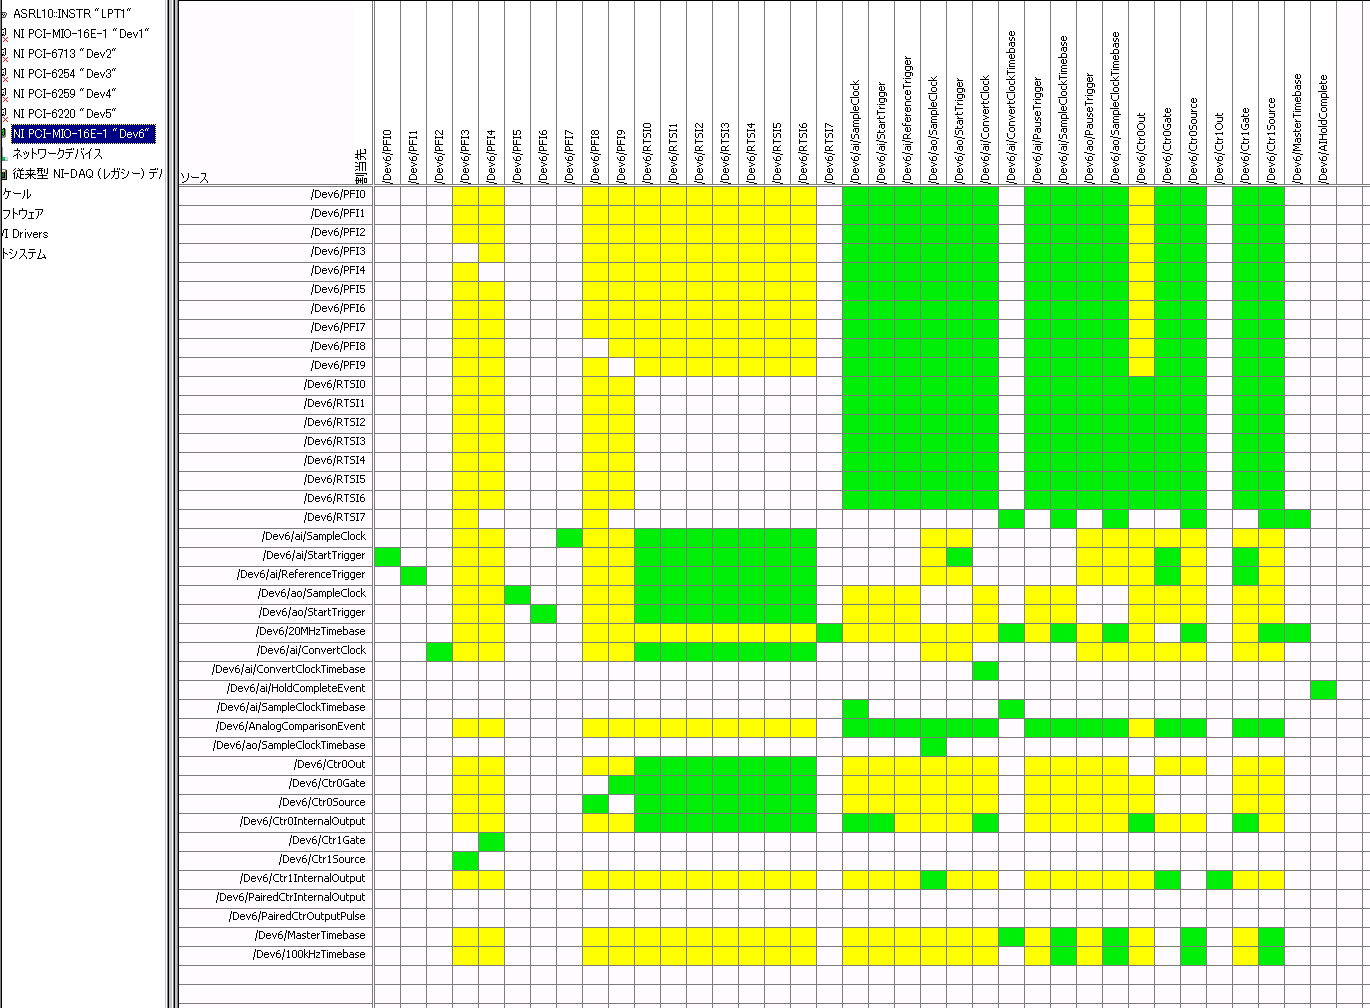 ASRL10::INSTR "LPT1"
NI PCI-MIO-16E-1 "Dev1"
NI PCI-6713 "Dev2"
NI PCI-6254 "Dev3"
NI PCI-6259 "Dev4"
NI PCI-6220 "Dev5"
NI PCI-MIO-16E-1 "Dev6"
ネットワークデバイス
従来型 NI-DAQ (レガシー) デバ
ケール
フトウェア
VI Drivers
トシステム
ソース
割当先
/Dev6/PFI0
/Dev6/PFI1
/Dev6/PFI2
/Dev6/PFI3
/Dev6/PFI4
/Dev6/PFI5
/Dev6/PFI6
/Dev6/PFI7
/Dev6/PFI8
/Dev6/PFI9
/Dev6/RTSI0
/Dev6/RTSI1
/Dev6/RTSI2
/Dev6/RTSI3
/Dev6/RTSI4
/Dev6/RTSI5
/Dev6/RTSI6
/Dev6/RTSI7
/Dev6/ai/SampleClock
/Dev6/ai/StartTrigger
/Dev6/ai/ReferenceTrigger
/Dev6/ao/SampleClock
/Dev6/ao/StartTrigger
/Dev6/ai/ConvertClock
/Dev6/ai/ConvertClockTimebase
/Dev6/ai/PauseTrigger
/Dev6/ai/SampleClockTimebase
/Dev6/ao/PauseTrigger
/Dev6/ao/SampleClockTimebase
/Dev6/Ctr0Out
/Dev6/Ctr0Gate
/Dev6/Ctr0Source
/Dev6/Ctr1Out
/Dev6/Ctr1Gate
/Dev6/Ctr1Source
/Dev6/MasterTimebase
/Dev6/AIHoldComplete
/Dev6/PFI0
/Dev6/PFI1
/Dev6/PFI2
/Dev6/PFI3
/Dev6/PFI4
/Dev6/PFI5
/Dev6/PFI6
/Dev6/PFI7
/Dev6/PFI8
/Dev6/PFI9
/Dev6/RTSI0
/Dev6/RTSI1
/Dev6/RTSI2
/Dev6/RTSI3
/Dev6/RTSI4
/Dev6/RTSI5
/Dev6/RTSI6
/Dev6/RTSI7
/Dev6/ai/SampleClock
/Dev6/ai/StartTrigger
/Dev6/ai/ReferenceTrigger
/Dev6/ao/SampleClock
/Dev6/ao/StartTrigger
/Dev6/20MHzTimebase
/Dev6/ai/ConvertClock
/Dev6/ai/ConvertClockTimebase
/Dev6/ai/HoldCompleteEvent
/Dev6/ai/SampleClockTimebase
/Dev6/AnalogComparisonEvent
/Dev6/ao/SampleClockTimebase
/Dev6/Ctr0Out
/Dev6/Ctr0Gate
/Dev6/Ctr0Source
/Dev6/Ctr0InternalOutput
/Dev6/Ctr1Gate
/Dev6/Ctr1Source
/Dev6/Ctr1InternalOutput
/Dev6/PairedCtrInternalOutput
/Dev6/PairedCtrOutputPulse
/Dev6/MasterTimebase
/Dev6/100kHzTimebase